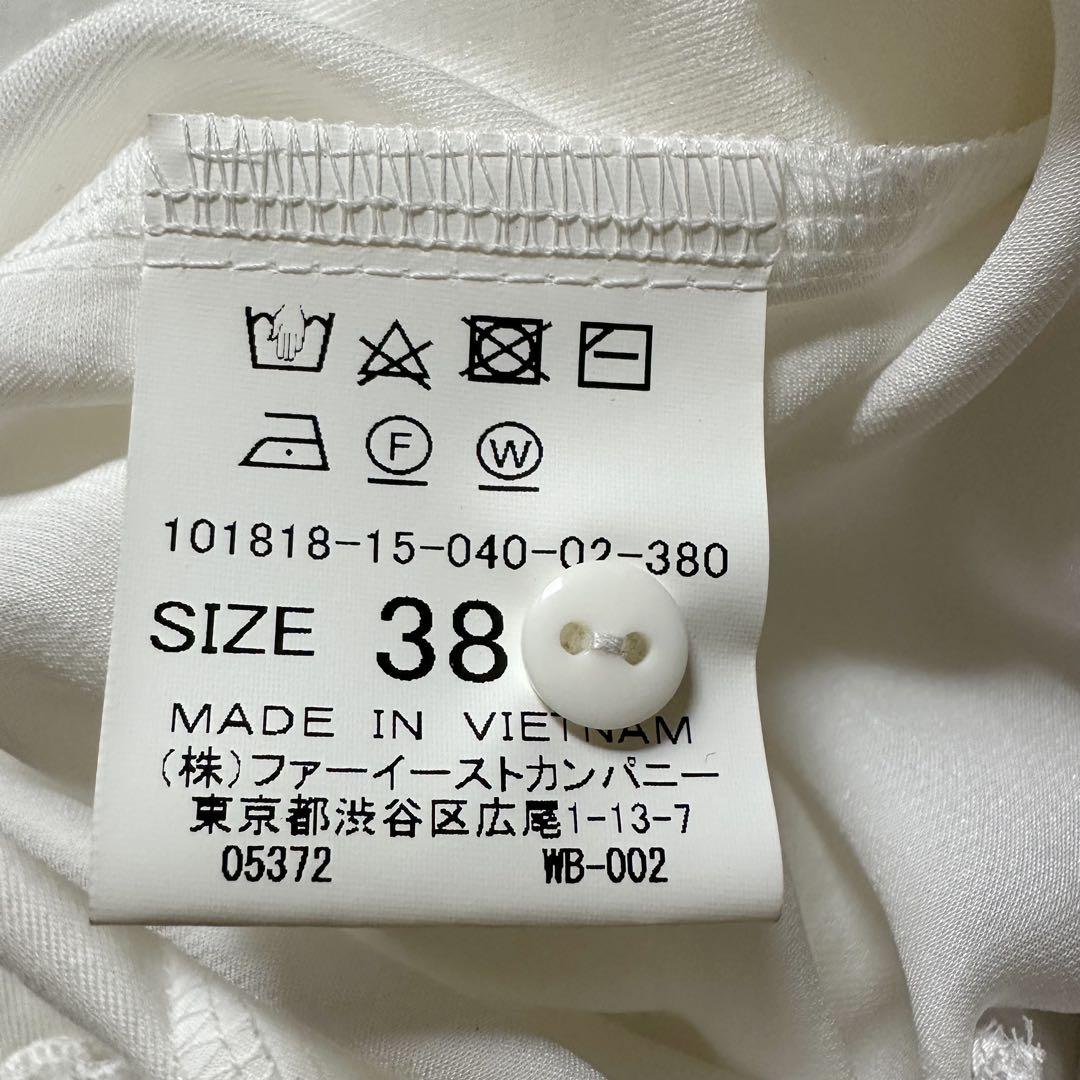 F
W
101818-15-040-02-380
SIZE 38
MADE IN VIETNAM
(株)ファーイーストカンパニー
東京都渋谷区広尾1-13-7
05372 WB-002